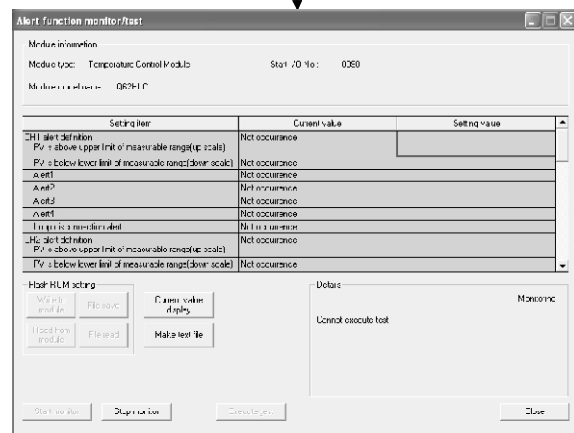 Alert function monitor/test
Module information
Module type: Temperature Control Module Start I/O No.: 0090
Module model name:
Setting item Current value Setting value
CH1 alert definition
PV is above upper limit of measurable range(up scale) Not occurrence
PV is below lower limit of measurable range(down scale) Not occurrence
Alert1 Not occurrence
Alert2 Not occurrence
Alert3 Not occurrence
Alert4 Not occurrence
Loop disconnection alert Not occurrence
CH2 alert definition
PV is above upper limit of measurable range(up scale) Not occurrence
PV is below lower limit of measurable range(down scale) Not occurrence
Flash ROM setting Details
Write to module File save Current value display Monitoring
Cannot execute test
Read from module File read Make text file
Start monitor Stop monitor Execute test Close